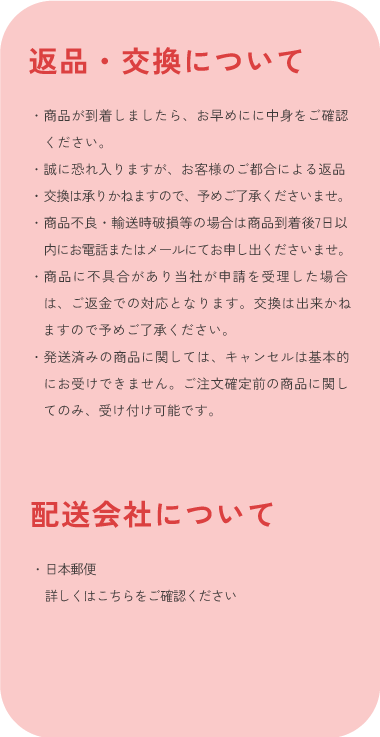 返品・交換について
・商品が到着しましたら、お早めにに中身をご確認
ください。
・誠に恐れ入りますが、お客様のご都合による返品
・交換は承りかねますので、予めご了承くださいませ。
・商品不良・輸送時破損等の場合は商品到着後7日以
内にお電話またはメールにてお申し出くださいませ。
・商品に不具合があり当社が申請を受理した場合
は、ご返金での対応となります。交換は出来かね
ますので予めご了承ください。
・発送済みの商品に関しては、キャンセルは基本的
にお受けできません。ご注文確定前の商品に関し
てのみ、受け付け可能です。
配送会社について
・日本郵便
詳しくはこちらをご確認ください